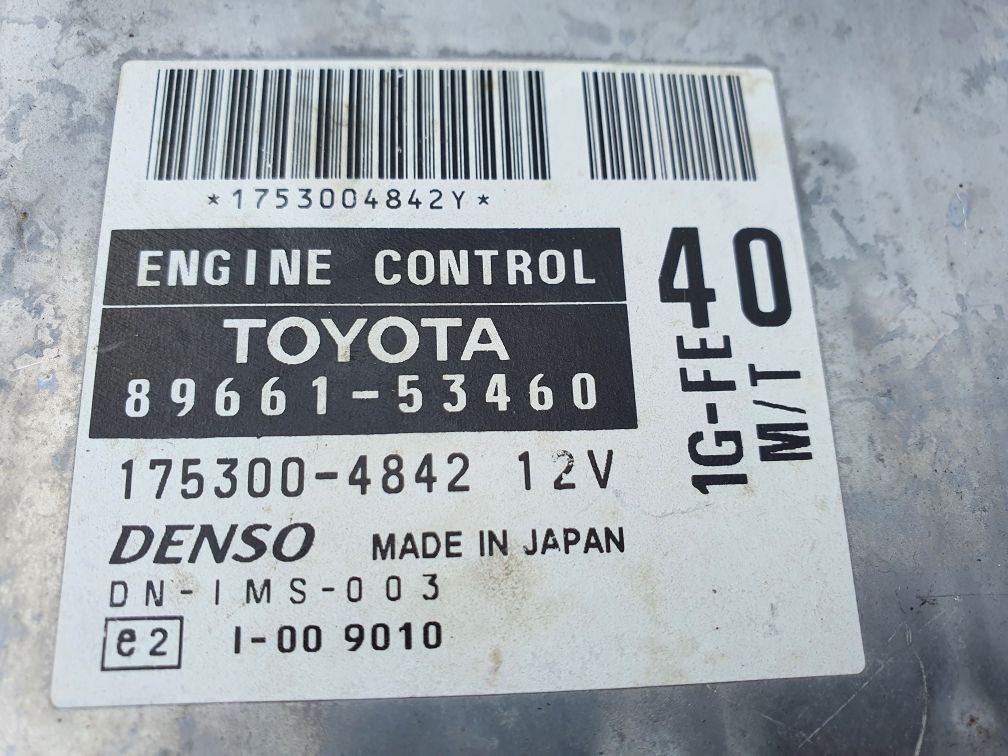 *1753004842Y*
ENGINE CONTROL
TOYOTA
89661-53460
175300-4842 12V
DENSO MADE IN JAPAN
DN-IMS-003
e2 I-00 9010
40
1G-FE
M/T